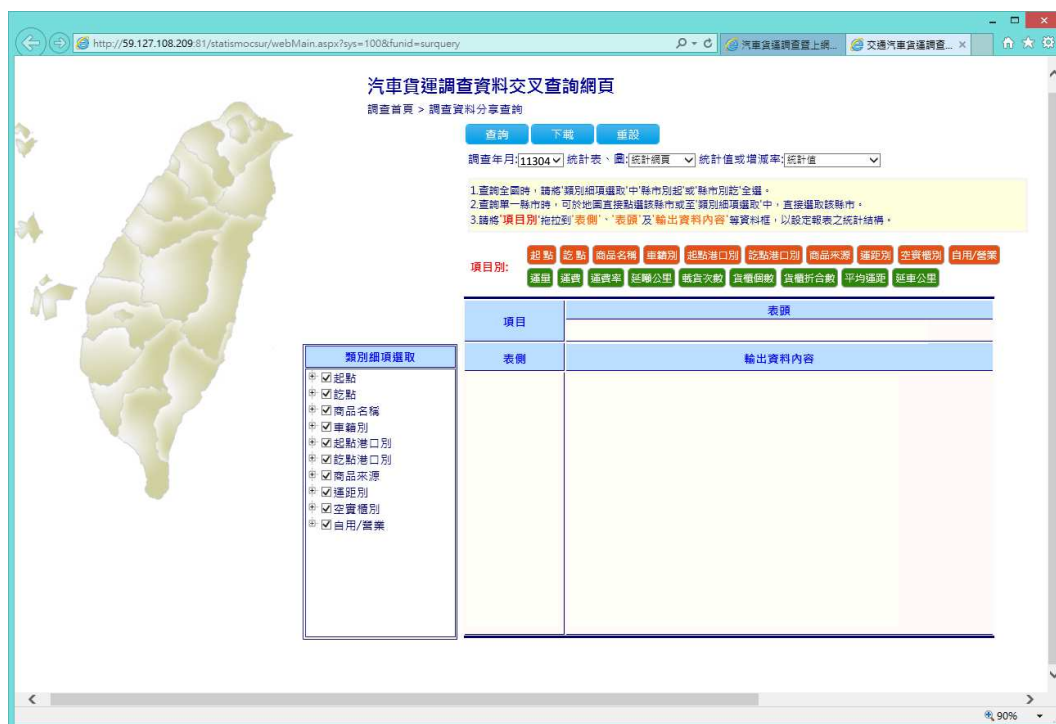 http://59.127.108.209:81/statismocsur/webMain.aspx?sys=100&funid=surquery
汽車貨運調查暨上網...
交通汽車貨運調查... ×
汽車貨運調查資料交叉查詢網頁
調查首頁 > 調查資料分享查詢
查詢 下載 重設
調查年月:11304 統計表、圖:統計網頁 統計值或增減率:統計值
1.查詢全國時，請將'類別細項選取'中'縣市別起'或'縣市別訖'全選。
2.查詢單一縣市時，可於地圖直接點選該縣市或至'類別細項選取'中，直接選取該縣市。
3.請將'項目別'拖拉到'表側'、'表頭'及'輸出資料內容'等資料框，以設定報表之統計結構。
項目別:
起點 訖點 商品名稱 車籍別 起點港口別 訖點港口別 商品來源 運距別 空實櫃別 自用/營業
運量 運費 運費率 延噸公里 載貨次數 貨櫃個數 貨櫃折合數 平均運距 延車公里
項目
表頭
表側
輸出資料內容
類別細項選取
起點
訖點
商品名稱
車籍別
起點港口別
訖點港口別
商品來源
運距別
空實櫃別
自用/營業
90%